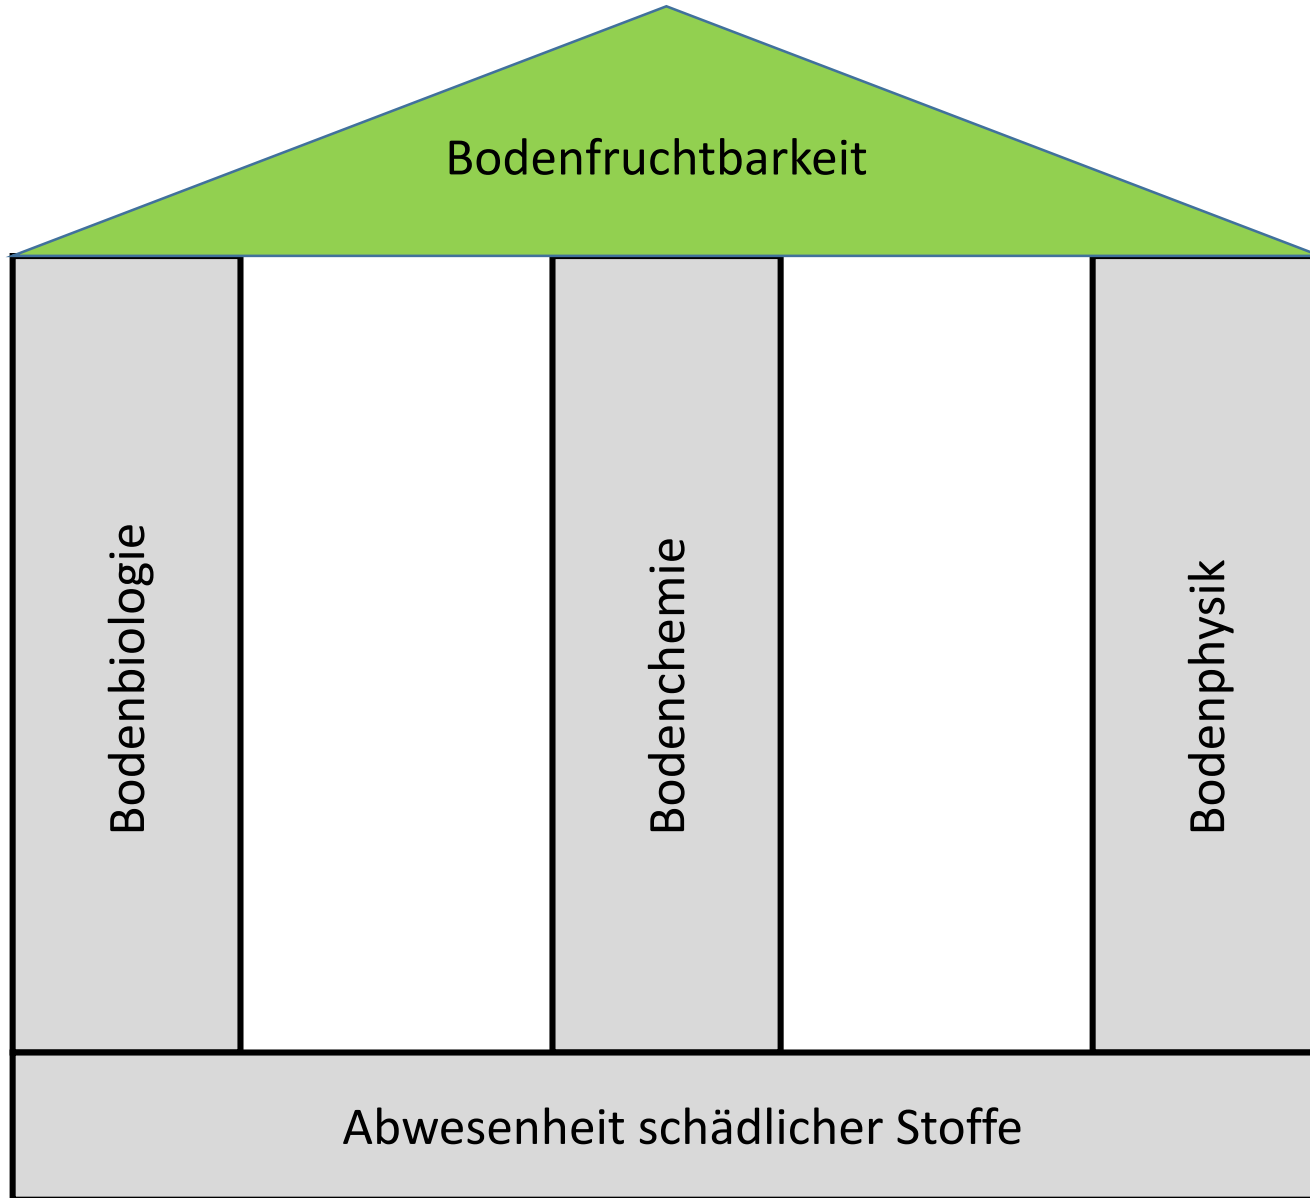 Bodenfruchtbarkeit
Bodenbiologie
Bodenchemie
Bodenphysik
Abwesenheit schädlicher Stoffe